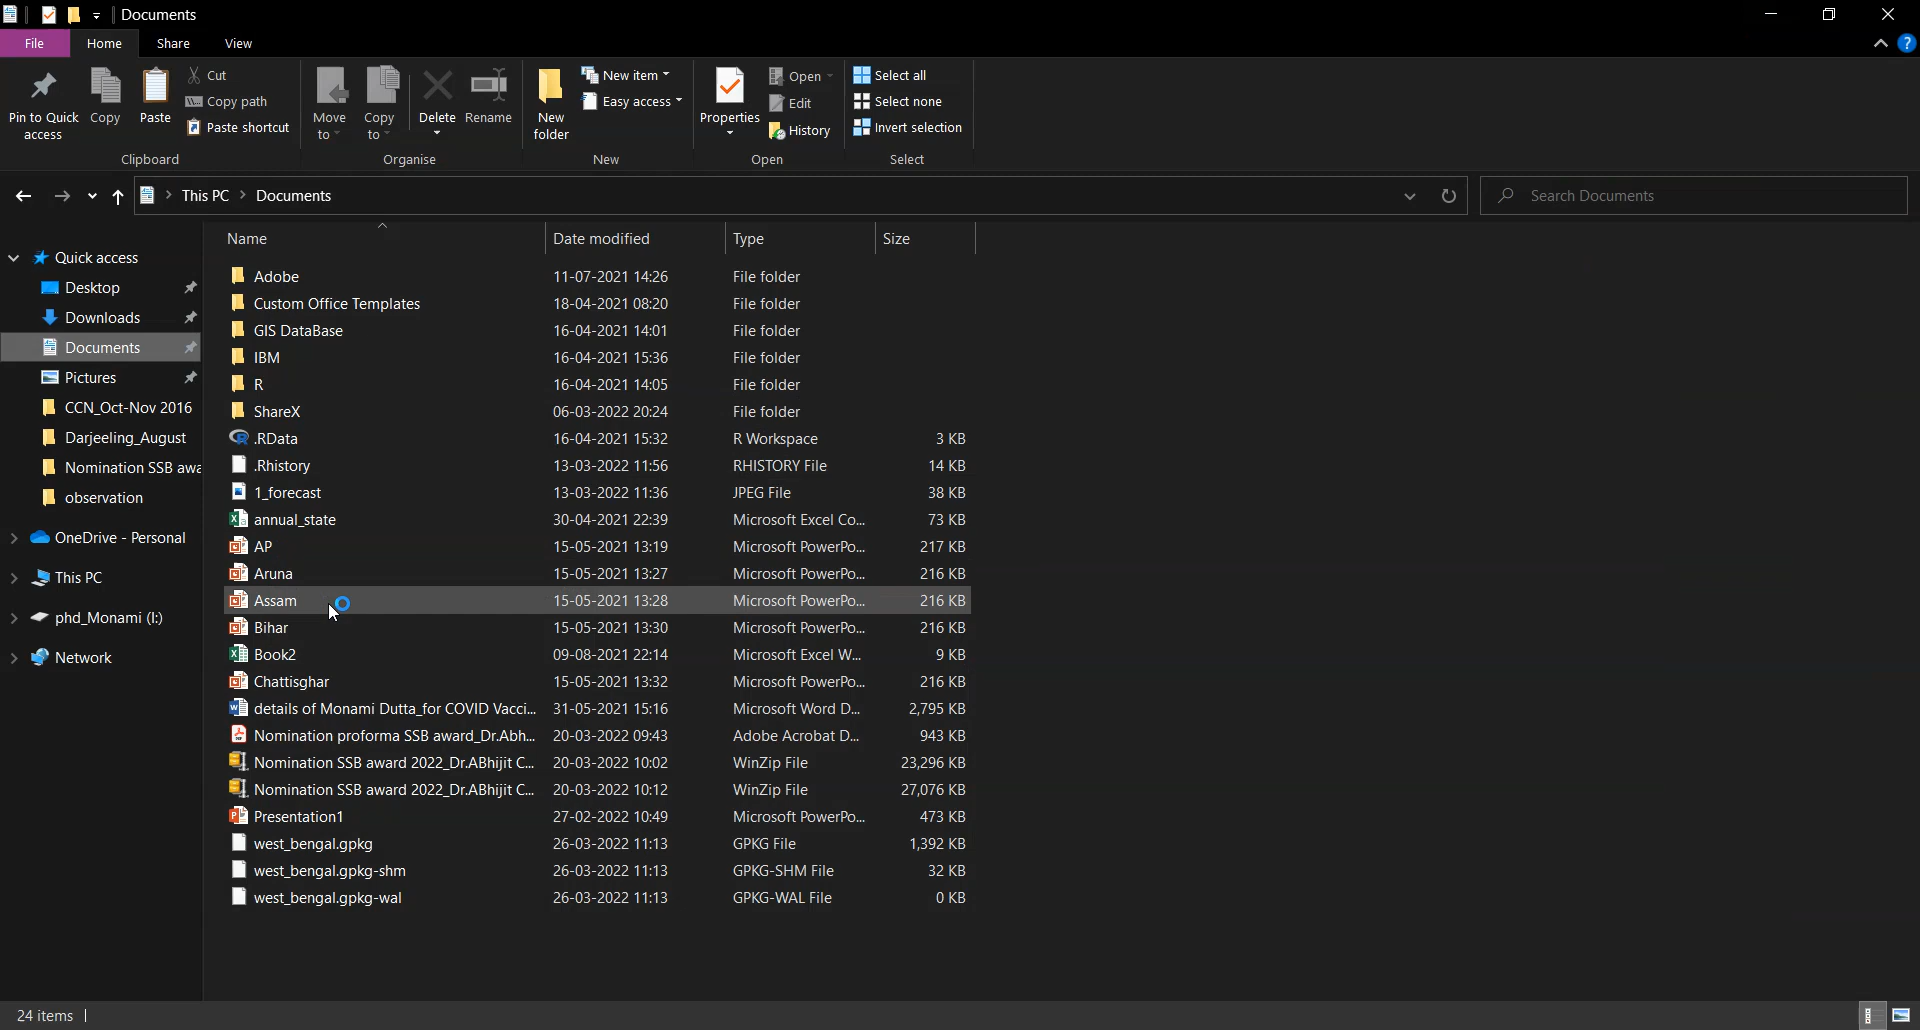 Documents
File Home Share View
Pin to Quick access
Copy
Paste
Cut
Copy path
Paste shortcut
Clipboard
Move to
Copy to
Delete
Rename
Organise
New folder
New item
Easy access
New
Properties
Open
Edit
History
Open
Select all
Select none
Invert selection
Select
This PC > Documents
Search Documents
Quick access
Desktop
Downloads
Documents
Pictures
CCN_Oct-Nov 2016
Darjeeling_August
Nomination SSB awa
observation
OneDrive - Personal
This PC
phd_Monami (I:)
Network
Name Date modified Type Size
Adobe 11-07-2021 14:26 File folder
Custom Office Templates 18-04-2021 08:20 File folder
GIS DataBase 16-04-2021 14:01 File folder
IBM 16-04-2021 15:36 File folder
R 16-04-2021 14:05 File folder
ShareX 06-03-2022 20:24 File folder
.RData 16-04-2021 15:32 R Workspace 3 KB
.Rhistory 13-03-2022 11:56 RHISTORY File 14 KB
1_forecast 13-03-2022 11:36 JPEG File 38 KB
annual_state 30-04-2021 22:39 Microsoft Excel Co... 73 KB
AP 15-05-2021 13:19 Microsoft PowerPo... 217 KB
Aruna 15-05-2021 13:27 Microsoft PowerPo... 216 KB
Assam 15-05-2021 13:28 Microsoft PowerPo... 216 KB
Bihar 15-05-2021 13:30 Microsoft PowerPo... 216 KB
Book2 09-08-2021 22:14 Microsoft Excel W... 9 KB
Chattisghar 15-05-2021 13:32 Microsoft PowerPo... 216 KB
details of Monami Dutta_for COVID Vacci... 31-05-2021 15:16 Microsoft Word D... 2,795 KB
Nomination proforma SSB award_Dr.Abh... 20-03-2022 09:43 Adobe Acrobat D... 943 KB
Nomination SSB award 2022_Dr.ABhijit C... 20-03-2022 10:02 WinZip File 23,296 KB
Nomination SSB award 2022_Dr.ABhijit C... 20-03-2022 10:12 WinZip File 27,076 KB
Presentation1 27-02-2022 10:49 Microsoft PowerPo... 473 KB
west_bengal.gpkg 26-03-2022 11:13 GPKG File 1,392 KB
west_bengal.gpkg-shm 26-03-2022 11:13 GPKG-SHM File 32 KB
west_bengal.gpkg-wal 26-03-2022 11:13 GPKG-WAL File 0 KB
24 items